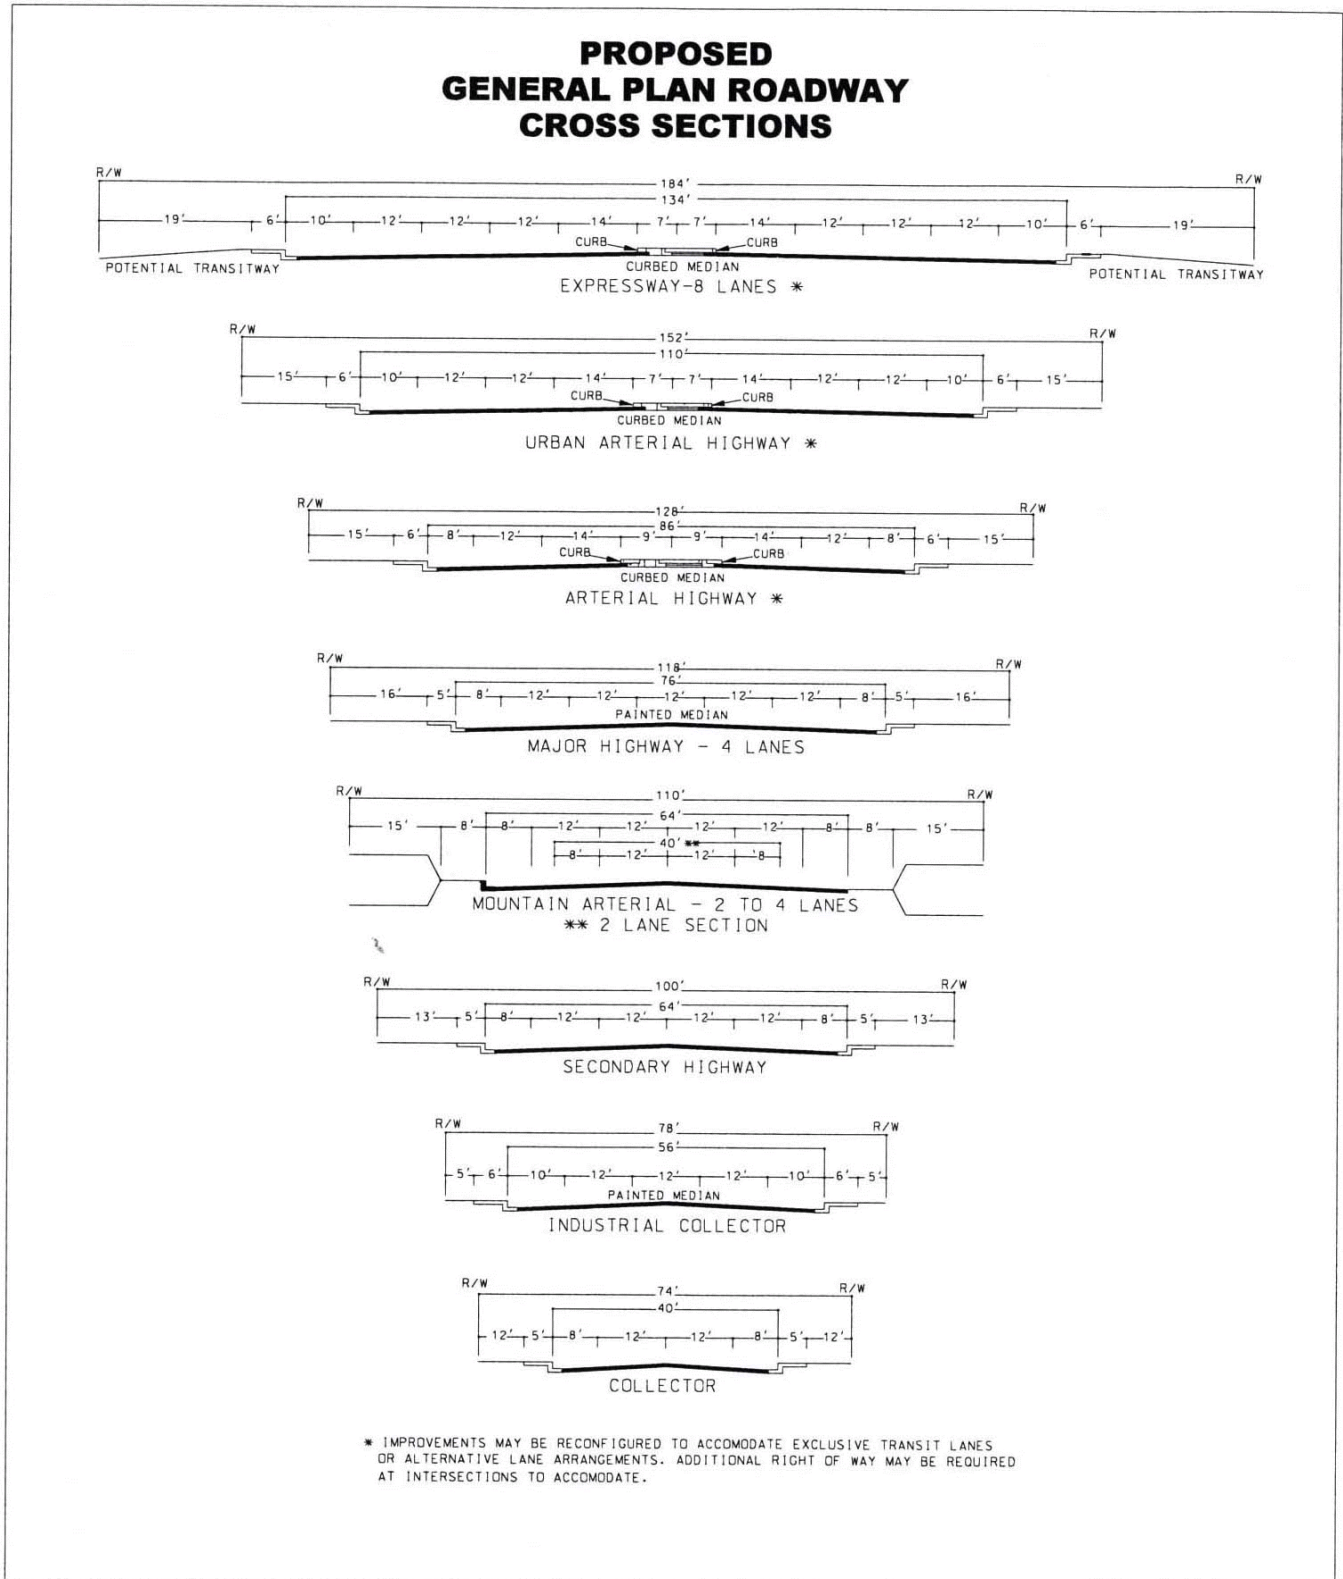 PROPOSED
GENERAL PLAN ROADWAY
CROSS SECTIONS
R/W 184' R/W
134'
19' 6' 10' 12' 12' 12' 14' 7' 7' 14' 12' 12' 12' 10' 6' 19'
CURB CURB
POTENTIAL TRANSITWAY CURBED MEDIAN POTENTIAL TRANSITWAY
EXPRESSWAY-8 LANES *
R/W 152' R/W
110'
15' 6' 10' 12' 12' 14' 7' 7' 14' 12' 12' 10' 6' 15'
CURB CURB
CURBED MEDIAN
URBAN ARTERIAL HIGHWAY *
R/W 128' R/W
86'
15' 6' 8' 12' 14' 9' 9' 14' 12' 8' 6' 15'
CURB CURB
CURBED MEDIAN
ARTERIAL HIGHWAY *
R/W 118' R/W
76'
16' 5' 8' 12' 12' 12' 12' 12' 8' 5' 16'
PAINTED MEDIAN
MAJOR HIGHWAY - 4 LANES
R/W 110' R/W
64'
15' 8' 8' 12' 12' 12' 12' 8' 8' 15'
40' **
8' 12' 12' '8
MOUNTAIN ARTERIAL - 2 TO 4 LANES
** 2 LANE SECTION
R/W 100' R/W
64'
13' 5' 8' 12' 12' 12' 12' 8' 5' 13'
SECONDARY HIGHWAY
R/W 78' R/W
56'
5' 6' 10' 12' 12' 12' 10' 6' 5'
PAINTED MEDIAN
INDUSTRIAL COLLECTOR
R/W 74' R/W
40'
12' 5' 8' 12' 12' 8' 5' 12'
COLLECTOR
* IMPROVEMENTS MAY BE RECONFIGURED TO ACCOMODATE EXCLUSIVE TRANSIT LANES
OR ALTERNATIVE LANE ARRANGEMENTS. ADDITIONAL RIGHT OF WAY MAY BE REQUIRED
AT INTERSECTIONS TO ACCOMODATE.